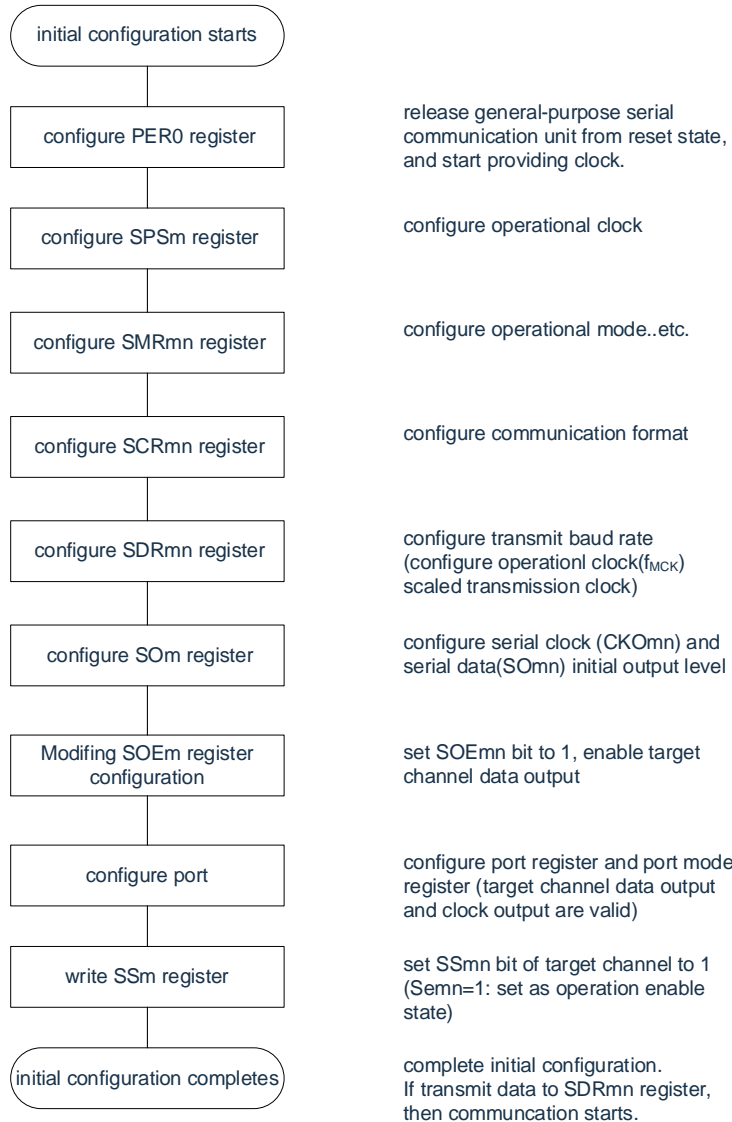 initial configuration starts
configure PER0 register
release general-purpose serial
communication unit from reset state,
and start providing clock.
configure SPSm register
configure operational clock
configure SMRmn register
configure operational mode..etc.
configure SCRmn register
configure communication format
configure SDRmn register
configure transmit baud rate
(configure operationl clock(fMCK)
scaled transmission clock)
configure SOm register
configure serial clock (CKOmn) and
serial data(SOmn) initial output level
Modifing SOEm register
configuration
set SOEmn bit to 1, enable target
channel data output
configure port
configure port register and port mode
register (target channel data output
and clock output are valid)
write SSm register
set SSmn bit of target channel to 1
(Semn=1: set as operation enable
state)
initial configuration completes
complete initial configuration.
If transmit data to SDRmn register,
then communcation starts.